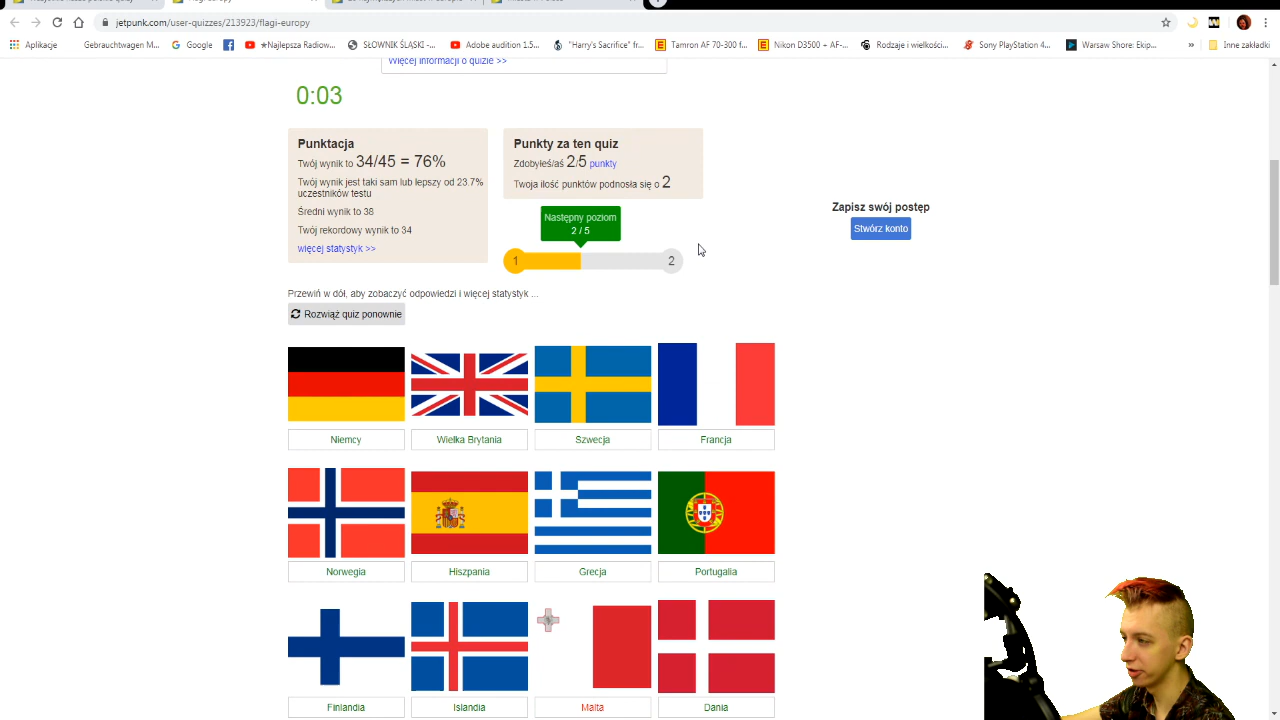 jetpunk.com/user-quizzes/213923/flagi-europy
Aplikacje
Gebrauchtwagen M...
Google
★Najlepsza Radiow...
SŁOWNIK ŚLĄSKI -...
Adobe audition 1.5...
"Harry's Sacrifice" fr...
Tamron AF 70-300 f...
Nikon D3500 + AF-...
Rodzaje i wielkości...
Sony PlayStation 4...
Warsaw Shore: Ekip...
»
Inne zakładki
Więcej informacji o quizie >>
0:03
Punktacja
Twój wynik to 34/45 = 76%
Twój wynik jest taki sam lub lepszy od 23.7%
uczestników testu
Średni wynik to 38
Twój rekordowy wynik to 34
więcej statystyk >>
Punkty za ten quiz
Zdobyłeś/aś 2/5 punkty
Twoja ilość punktów podnosła się o 2
Następny poziom
2 / 5
1
2
Zapisz swój postęp
Stwórz konto
Przewiń w dół, aby zobaczyć odpowiedzi i więcej statystyk ...
Rozwiąż quiz ponownie
Niemcy
Wielka Brytania
Szwecja
Francja
Norwegia
Hiszpania
Grecja
Portugalia
Finlandia
Islandia
Malta
Dania